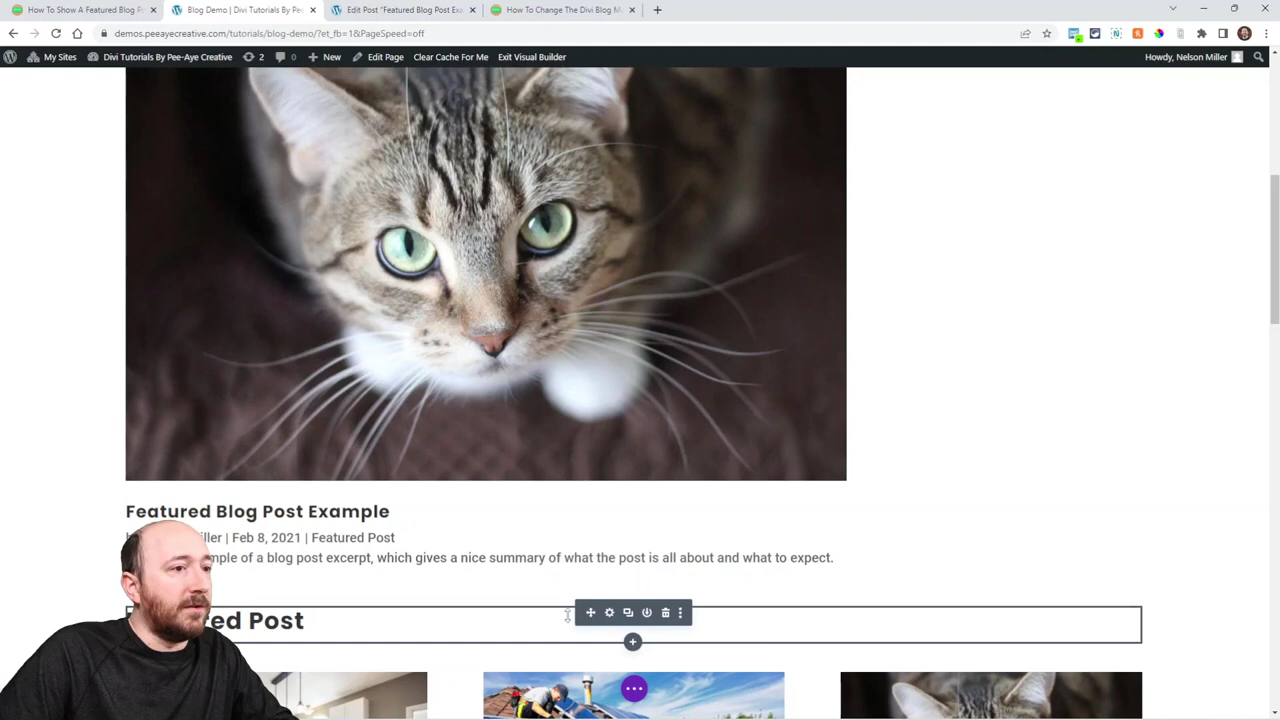 How To Show A Featured Blog P
Blog Demo | Divi Tutorials By Pee
Edit Post "Featured Blog Post Exa
How To Change The Divi Blog M
demos.peeayecreative.com/tutorials/blog-demo/?et_fb=1&PageSpeed=off
My Sites
Divi Tutorials By Pee-Aye Creative
2
0
New
Edit Page
Clear Cache For Me
Exit Visual Builder
Howdy, Nelson Miller
Featured Blog Post Example
iller | Feb 8, 2021 | Featured Post
mple of a blog post excerpt, which gives a nice summary of what the post is all about and what to expect.
ed Post